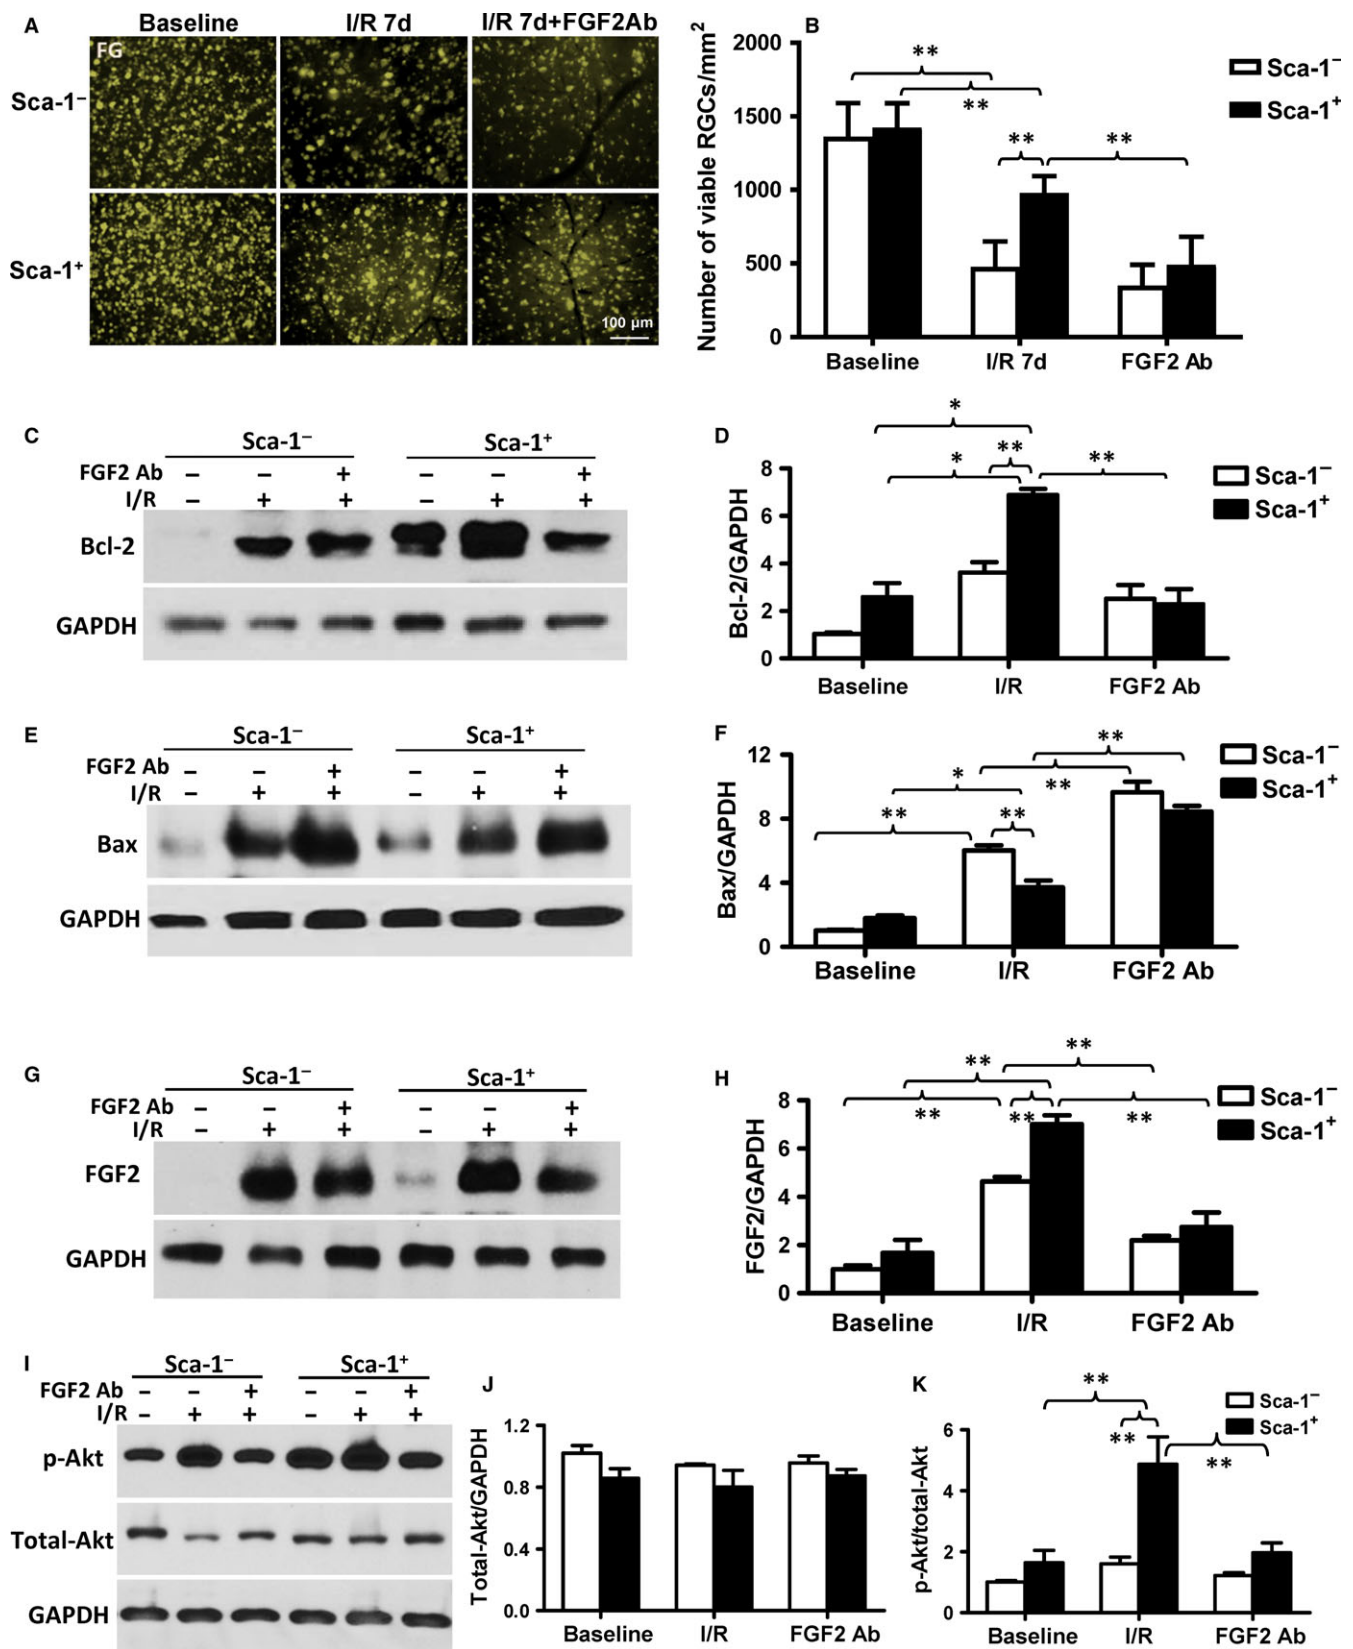 A
Baseline I/R 7d I/R 7d+FGF2Ab
FG
Sca-1⁻
Sca-1⁺
100 µm
B
Number of viable RGCs/mm²
2000
1500
1000
500
0
** ** ** **
Baseline I/R 7d FGF2 Ab
Sca-1⁻
Sca-1⁺
C
Sca-1⁻ Sca-1⁺
FGF2 Ab – – + – – +
I/R – + + – + +
Bcl-2
GAPDH
D
Bcl-2/GAPDH
8
6
4
2
0
* * ** **
Baseline I/R FGF2 Ab
Sca-1⁻
Sca-1⁺
E
Sca-1⁻ Sca-1⁺
FGF2 Ab – – + – – +
I/R – + + – + +
Bax
GAPDH
F
Bax/GAPDH
12
8
4
0
** * ** ** **
Baseline I/R FGF2 Ab
Sca-1⁻
Sca-1⁺
G
Sca-1⁻ Sca-1⁺
FGF2 Ab – – + – – +
I/R – + + – + +
FGF2
GAPDH
H
FGF2/GAPDH
8
6
4
2
0
** ** ** ** **
Baseline I/R FGF2 Ab
Sca-1⁻
Sca-1⁺
I
Sca-1⁻ Sca-1⁺
FGF2 Ab – – + – – +
I/R – + + – + +
p-Akt
Total-Akt
GAPDH
J
Total-Akt/GAPDH
1.2
0.8
0.4
0.0
Baseline I/R FGF2 Ab
K
p-Akt/total-Akt
6
4
2
0
** ** **
Baseline I/R FGF2 Ab
Sca-1⁻
Sca-1⁺